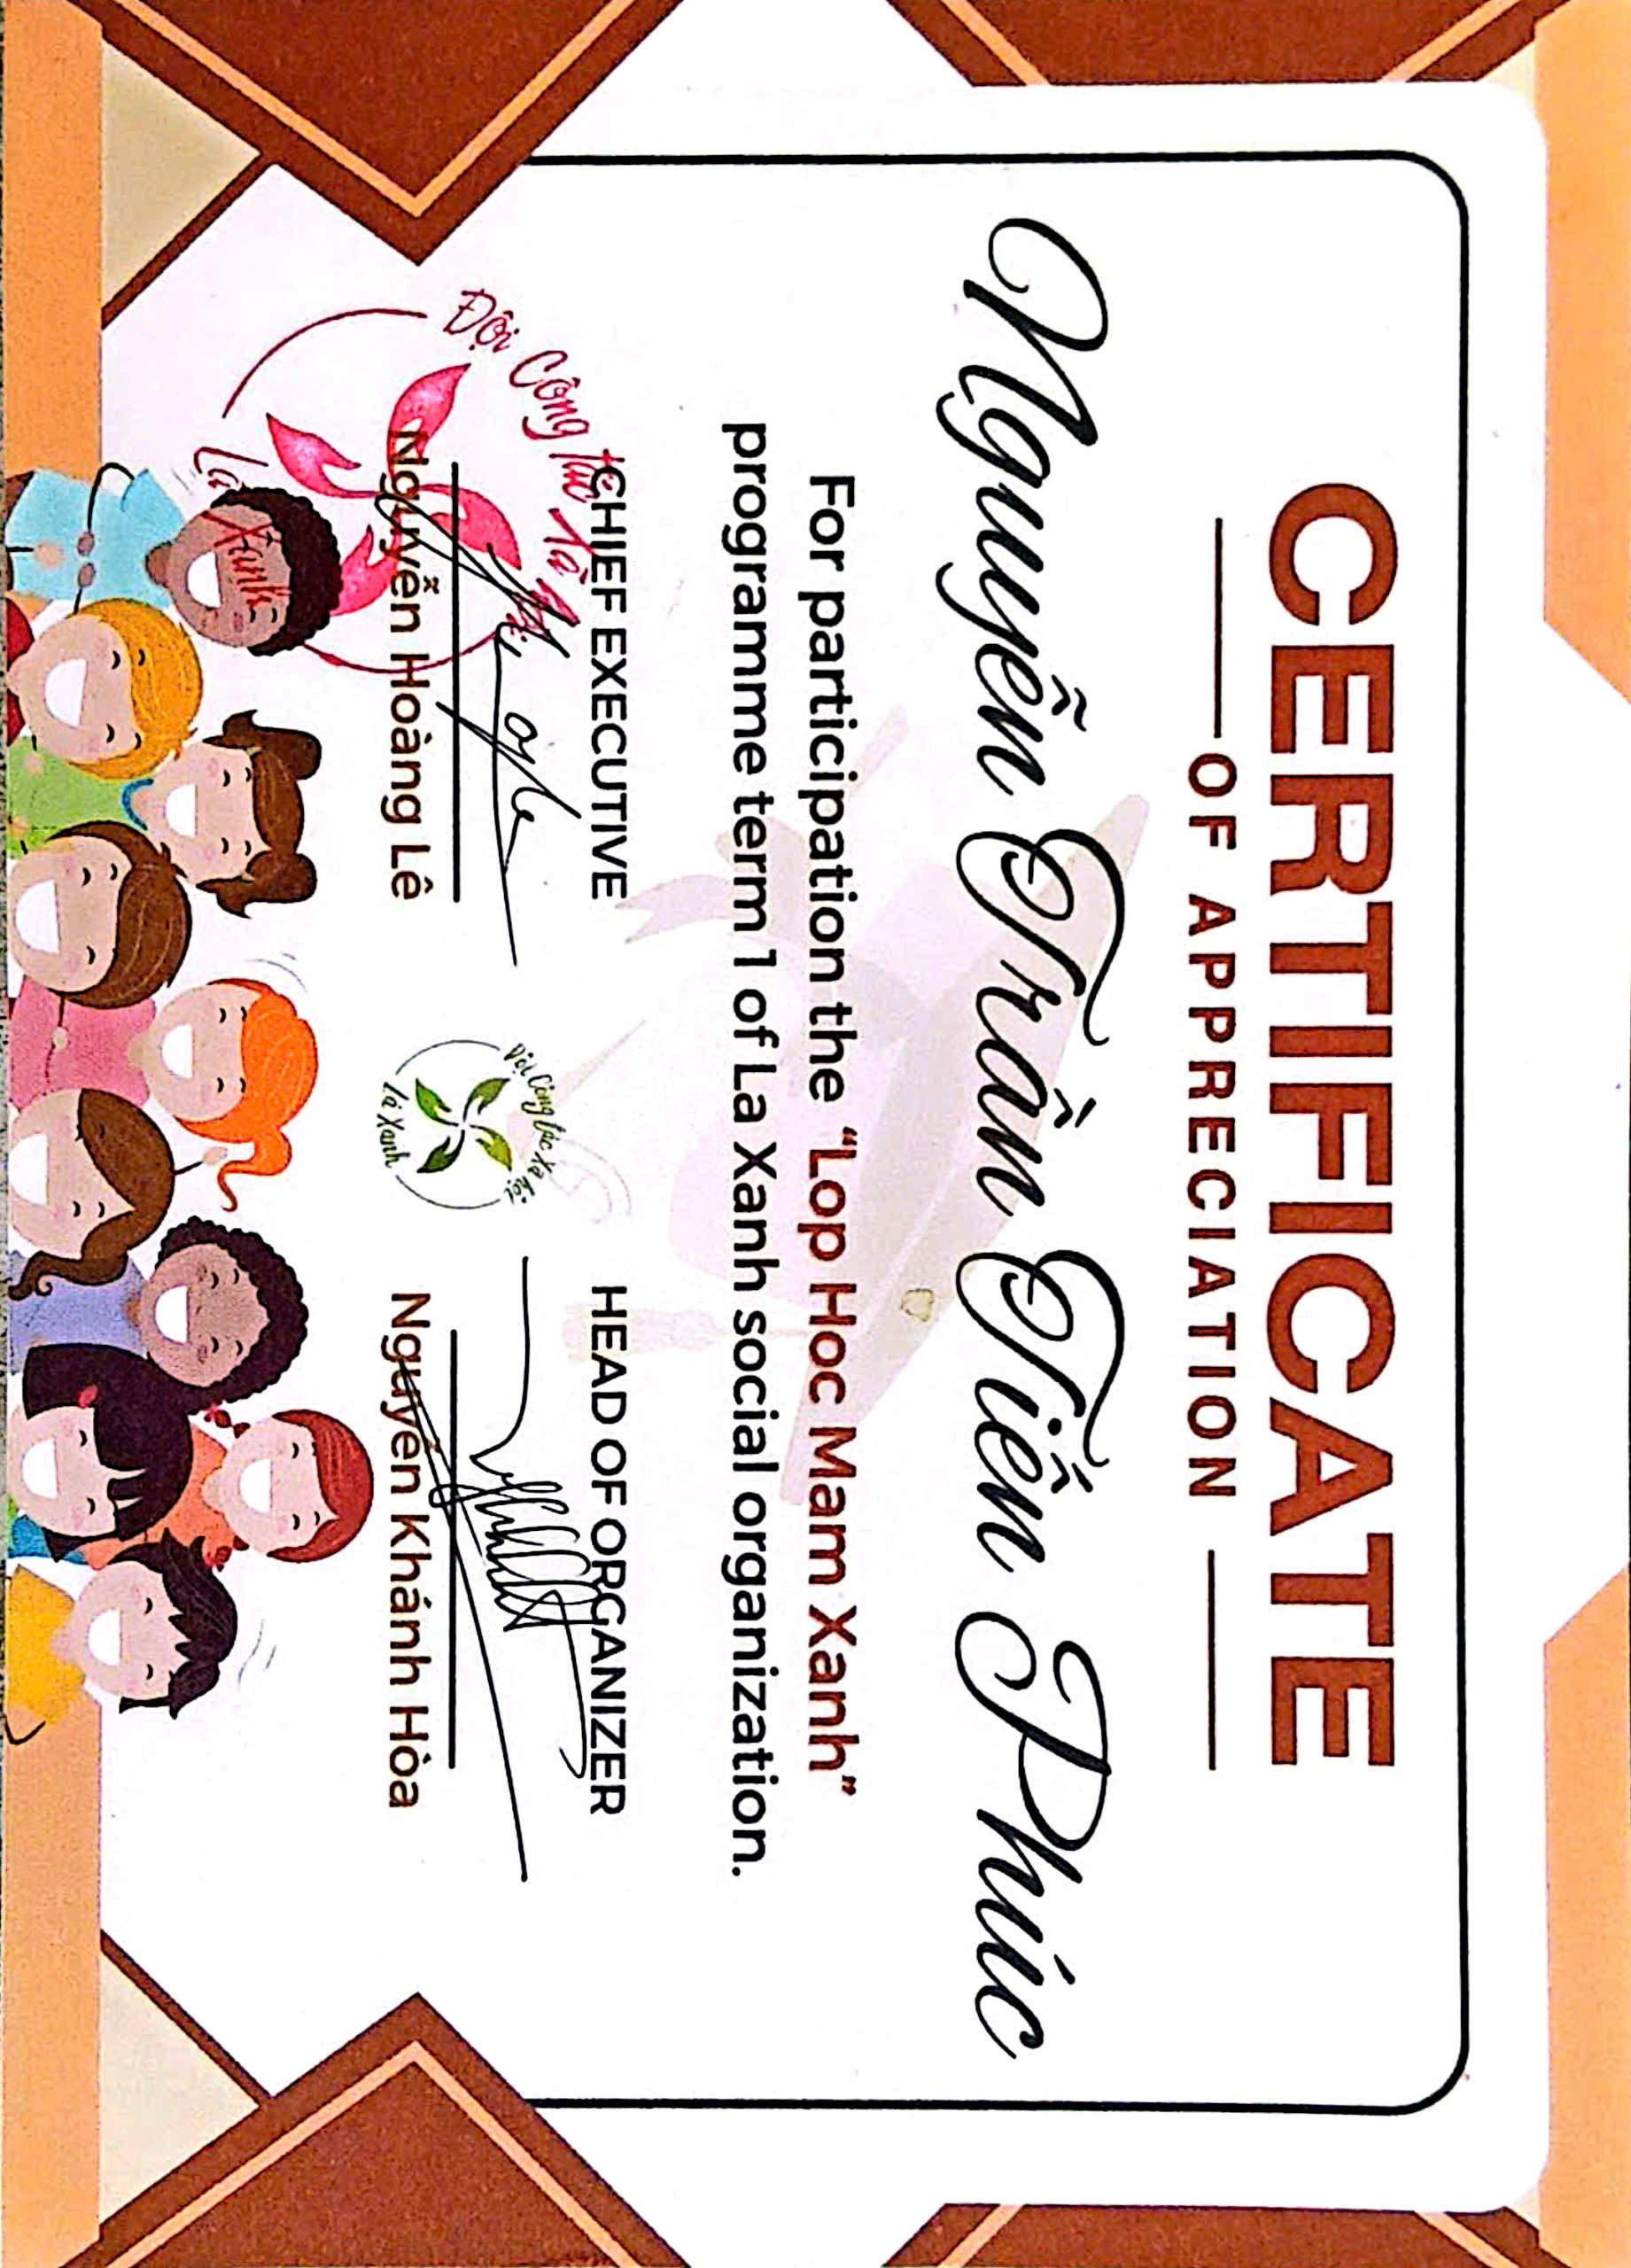 CERTIFICATE
OF APPRECIATION
Nguyễn Trần Tiến Phúc
For participation the “Lop Hoc Mam Xanh”
programme term 1 of La Xanh social organization.
CHIEF EXECUTIVE
HEAD OF ORGANIZER
Đội Công tác Xã hội
Đội Công tác Xã hội
Nguyễn Hoàng Lê
Lá Xanh
Nguyễn Khánh Hòa
Lá Xanh